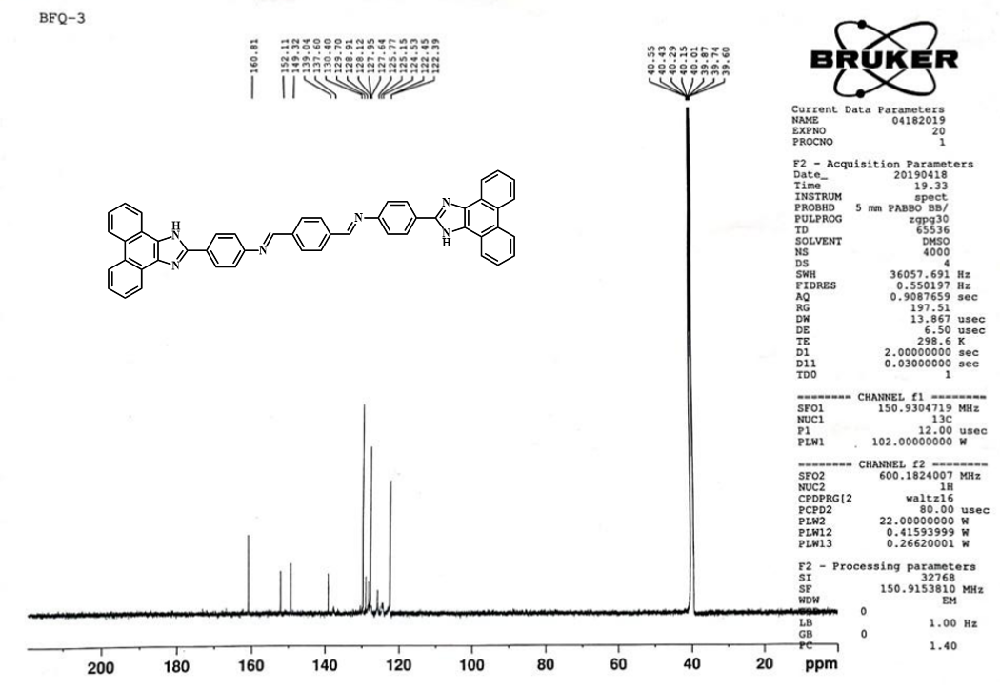 BFQ-3
160.81
152.11
149.32
139.04
137.60
130.40
129.70
128.91
128.12
127.95
127.64
125.77
125.15
124.53
122.45
122.39
40.55
40.43
40.29
40.15
40.01
39.87
39.74
39.60
BRUKER
Current Data Parameters
NAME 04182019
EXPNO 20
PROCNO 1
F2 - Acquisition Parameters
Date_ 20190418
Time 19.33
INSTRUM spect
PROBHD 5 mm PABBO BB/
PULPROG zgpg30
TD 65536
SOLVENT DMSO
NS 4000
DS 4
SWH 36057.691 Hz
FIDRES 0.550197 Hz
AQ 0.9087659 sec
RG 197.51
DW 13.867 usec
DE 6.50 usec
TE 298.6 K
D1 2.00000000 sec
D11 0.03000000 sec
TD0 1
======== CHANNEL f1 ========
SFO1 150.9304719 MHz
NUC1 13C
P1 12.00 usec
PLW1 102.00000000 W
======== CHANNEL f2 ========
SFO2 600.1824007 MHz
NUC2 1H
CPDPRG[2 waltz16
PCPD2 80.00 usec
PLW2 22.00000000 W
PLW12 0.41593999 W
PLW13 0.26620001 W
F2 - Processing parameters
SI 32768
SF 150.9153810 MHz
WDW EM
0
LB 1.00 Hz
GB 0
PC 1.40
H
N
N
N
N
N
N
H
200 180 160 140 120 100 80 60 40 20 ppm